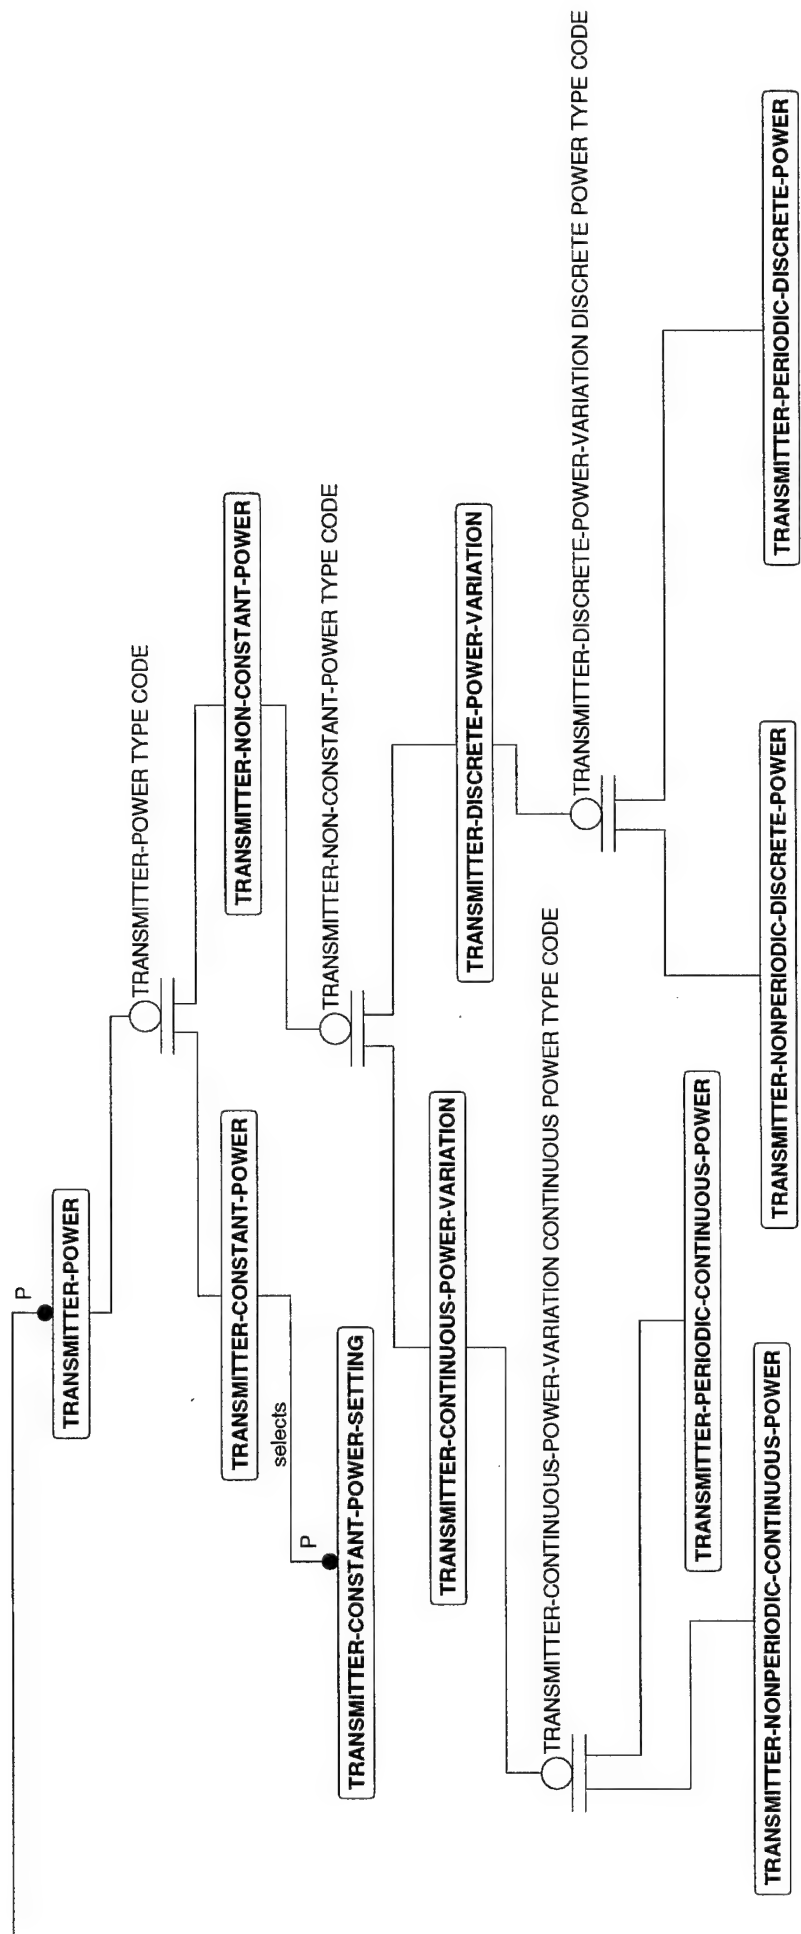 P
TRANSMITTER-POWER
TRANSMITTER-POWER TYPE CODE
TRANSMITTER-CONSTANT-POWER
TRANSMITTER-NON-CONSTANT-POWER
selects
P
TRANSMITTER-CONSTANT-POWER-SETTING
TRANSMITTER-NON-CONSTANT-POWER TYPE CODE
TRANSMITTER-CONTINUOUS-POWER-VARIATION
TRANSMITTER-DISCRETE-POWER-VARIATION
TRANSMITTER-CONTINUOUS-POWER-VARIATION CONTINUOUS POWER TYPE CODE
TRANSMITTER-DISCRETE-POWER-VARIATION DISCRETE POWER TYPE CODE
TRANSMITTER-PERIODIC-CONTINUOUS-POWER
TRANSMITTER-NONPERIODIC-CONTINUOUS-POWER
TRANSMITTER-NONPERIODIC-DISCRETE-POWER
TRANSMITTER-PERIODIC-DISCRETE-POWER